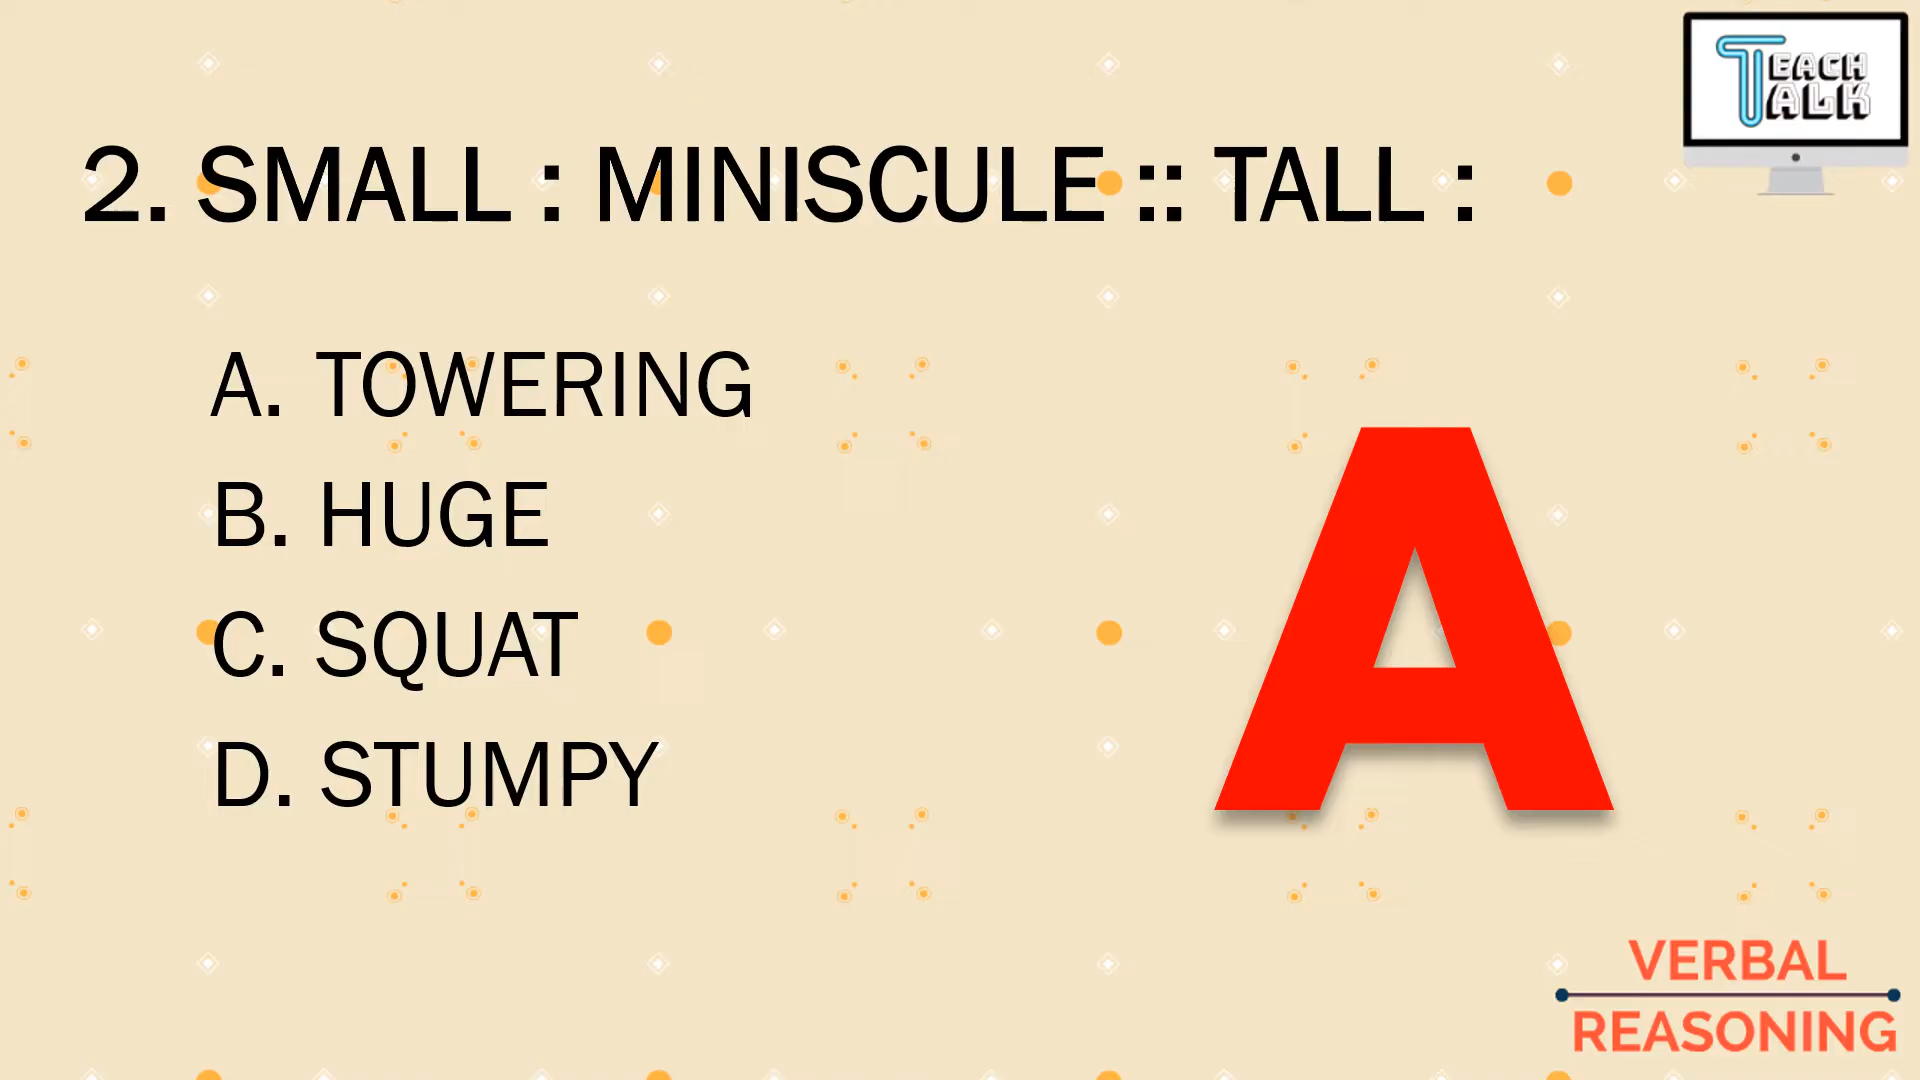 TEACH
TALK
2. SMALL : MINISCULE :: TALL :
A. TOWERING
B. HUGE
C. SQUAT
D. STUMPY
A
VERBAL
REASONING